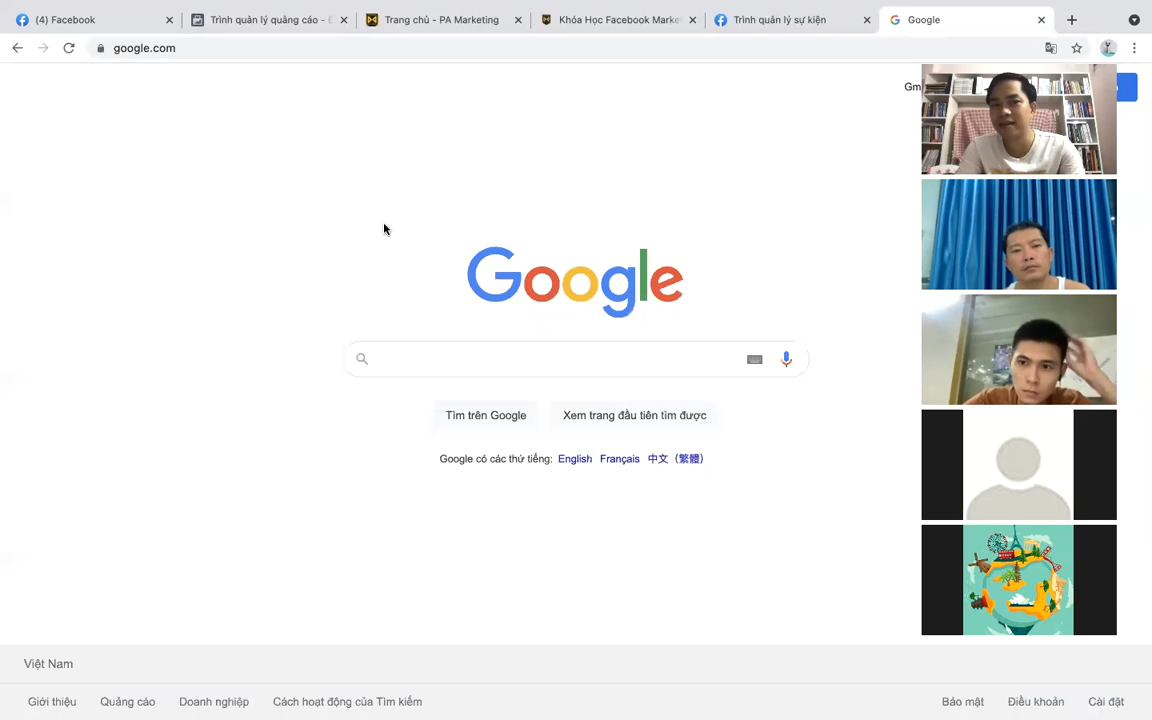 (4) Facebook
Trình quản lý quảng cáo -
Trang chủ - PA Marketing
Khóa Học Facebook Marke
Trình quản lý sự kiện
Google
google.com
Gm
Google
Tìm trên Google
Xem trang đầu tiên tìm được
Google có các thứ tiếng: English Français 中文（繁體）
Việt Nam
Giới thiệu Quảng cáo Doanh nghiệp Cách hoạt động của Tìm kiếm
Bảo mật Điều khoản Cài đặt